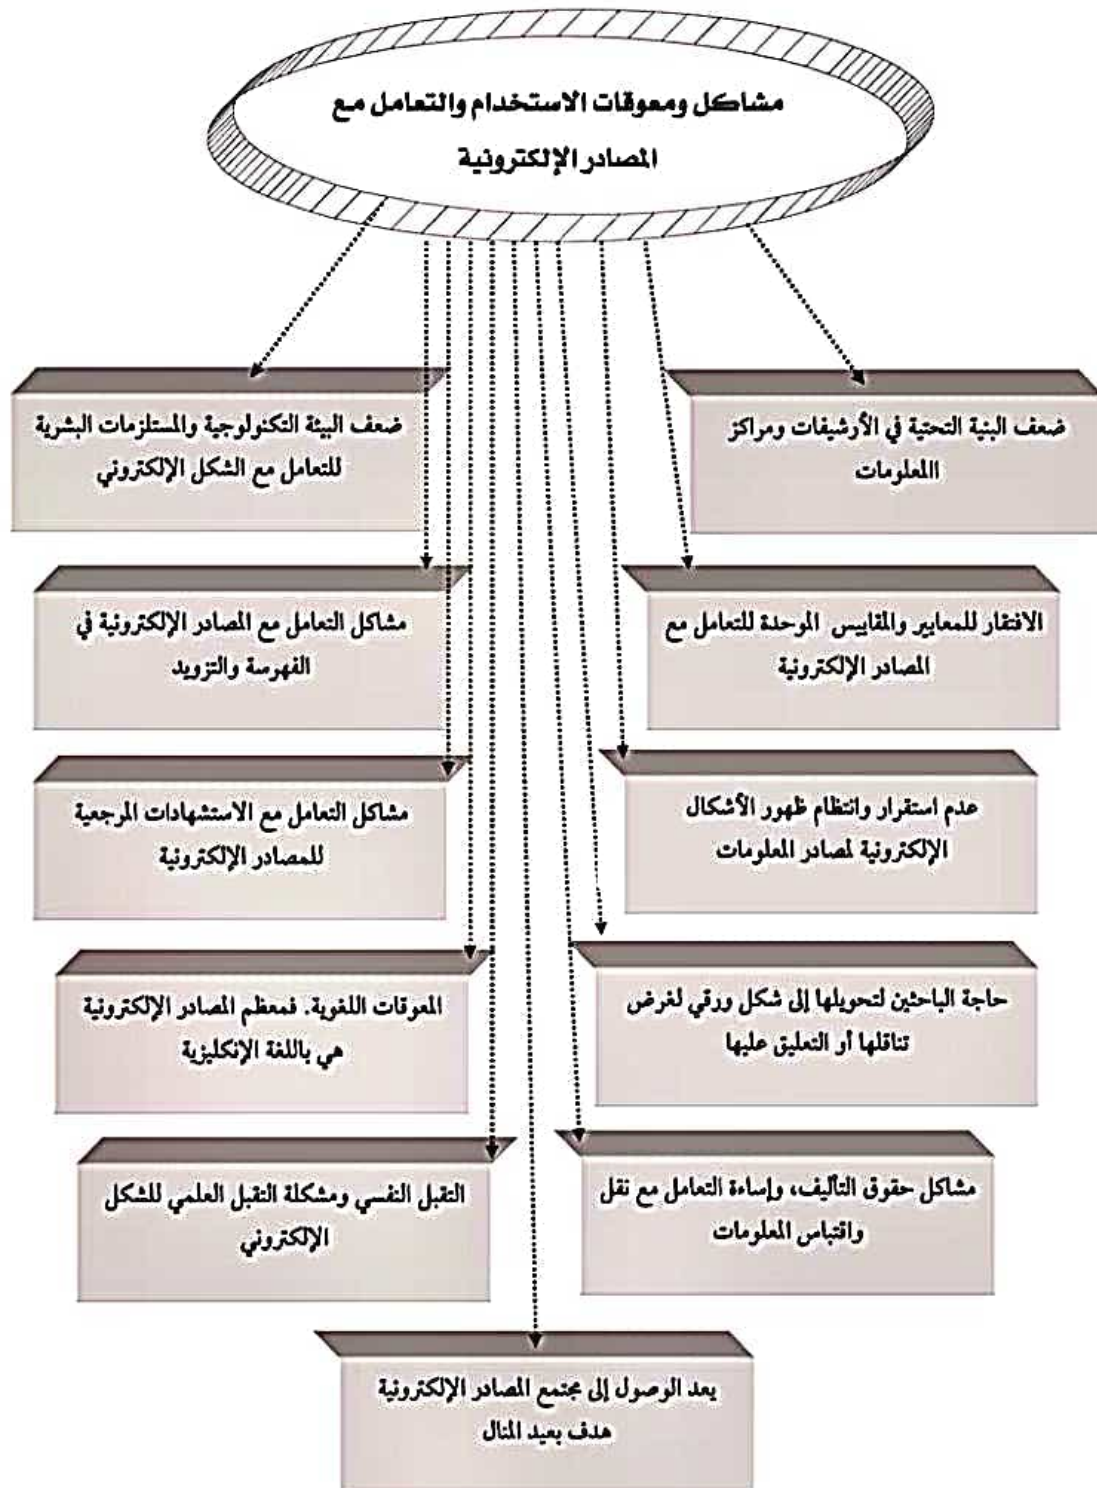 مشاكل ومعوقات الاستخدام والتعامل مع
المصادر الإلكترونية
ضعف البنية التحتية في الأرشيفات ومراكز
االمعلومات
ضعف البيئة التكنولوجية والمستلزمات البشرية
للتعامل مع الشكل الإلكتروني
الافتقار للمعايير والمقاييس الموحدة للتعامل مع
المصادر الإلكترونية
مشاكل التعامل مع المصادر الإلكترونية في
الفهرسة والتزويد
عدم استقرار وانتظام ظهور الأشكال
الإلكترونية لمصادر المعلومات
مشاكل التعامل مع الاستشهادات المرجعية
للمصادر الإلكترونية
حاجة الباحثين لتحويلها إلى شكل ورقي لغرض
تناقلها أو التعليق عليها
المعوقات اللغوية. فمعظم المصادر الإلكترونية
هي باللغة الإنكليزية
مشاكل حقوق التأليف، وإساءة التعامل مع نقل
واقتباس المعلومات
التقبل النفسي ومشكلة التقبل العلمي للشكل
الإلكتروني
يعد الوصول إلى مجتمع المصادر الإلكترونية
هدف بعيد المنال